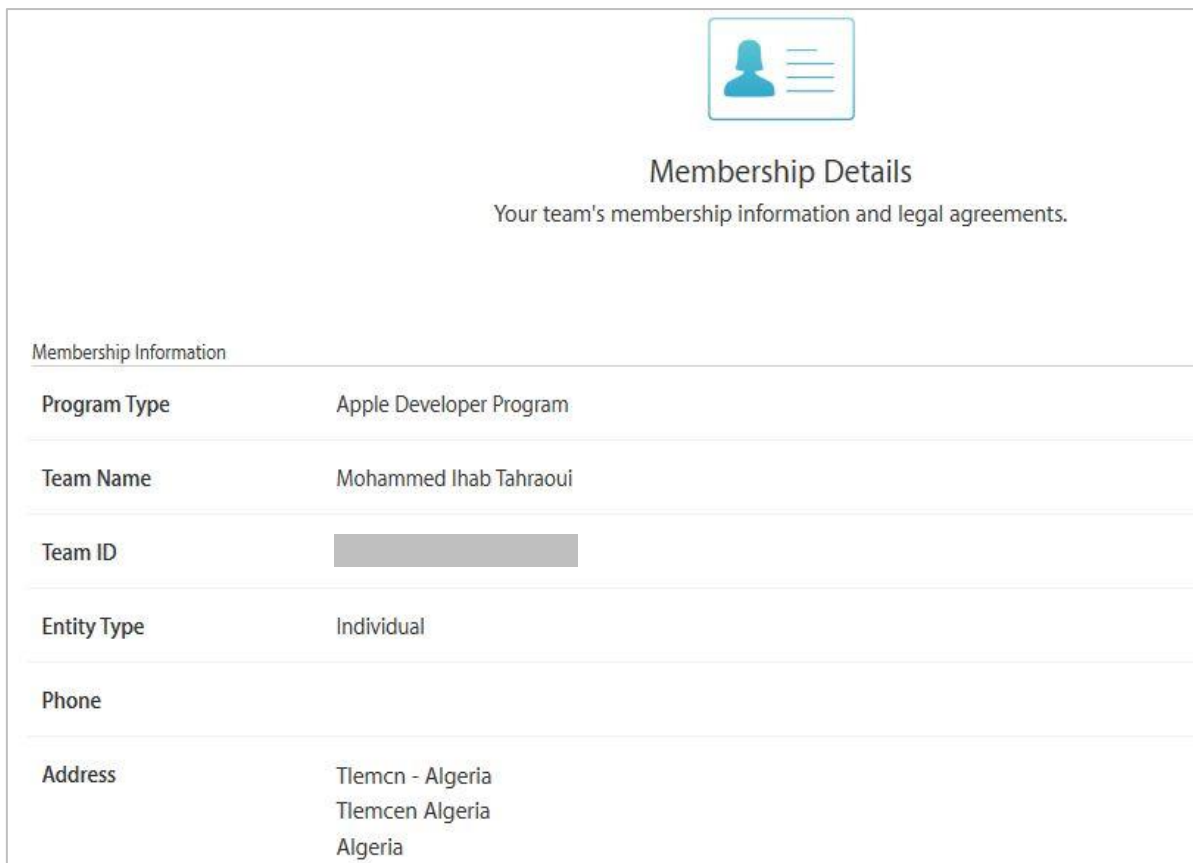 Membership Details
Your team's membership information and legal agreements.
Membership Information
Program Type Apple Developer Program
Team Name Mohammed Ihab Tahraoui
Team ID
Entity Type Individual
Phone
Address Tlemcn - Algeria
Tlemcen Algeria
Algeria